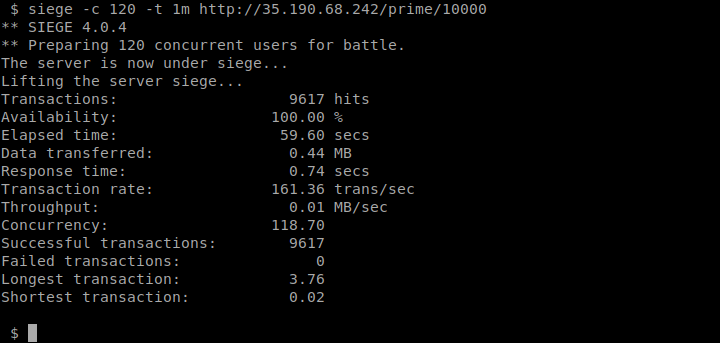 $ siege -c 120 -t 1m http://35.190.68.242/prime/10000
** SIEGE 4.0.4
** Preparing 120 concurrent users for battle.
The server is now under siege...
Lifting the server siege...
Transactions: 9617 hits
Availability: 100.00 %
Elapsed time: 59.60 secs
Data transferred: 0.44 MB
Response time: 0.74 secs
Transaction rate: 161.36 trans/sec
Throughput: 0.01 MB/sec
Concurrency: 118.70
Successful transactions: 9617
Failed transactions: 0
Longest transaction: 3.76
Shortest transaction: 0.02
$